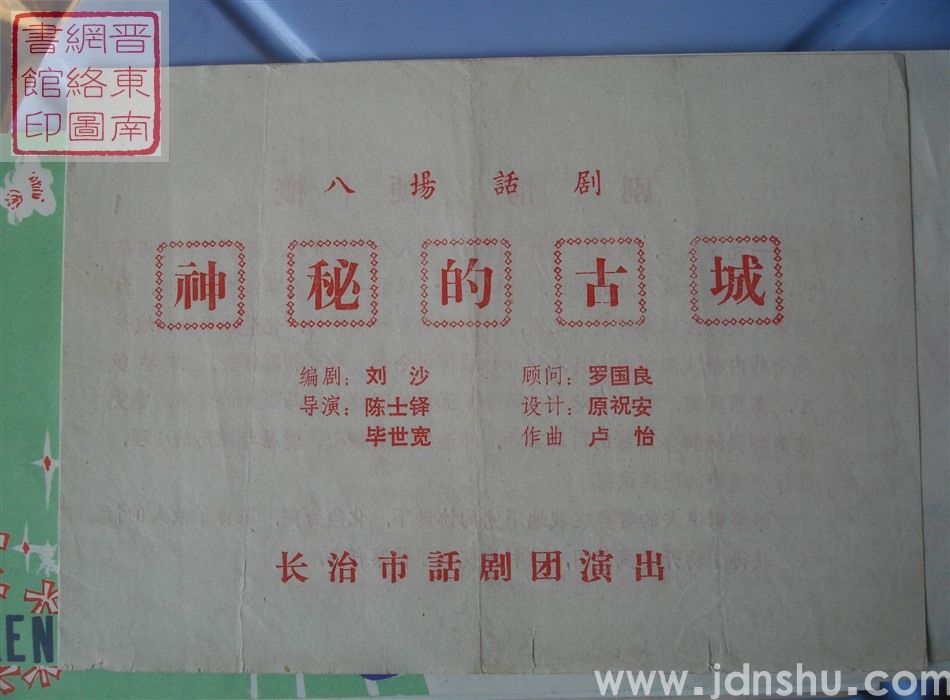 晋東南
網絡圖
書館印
八場話剧
神秘的古城
编剧：刘沙 顾问：罗国良
导演：陈士铎 设计：原祝安
毕世宽 作曲 卢怡
长治市話剧团演出
EN
www.jdnshu.com